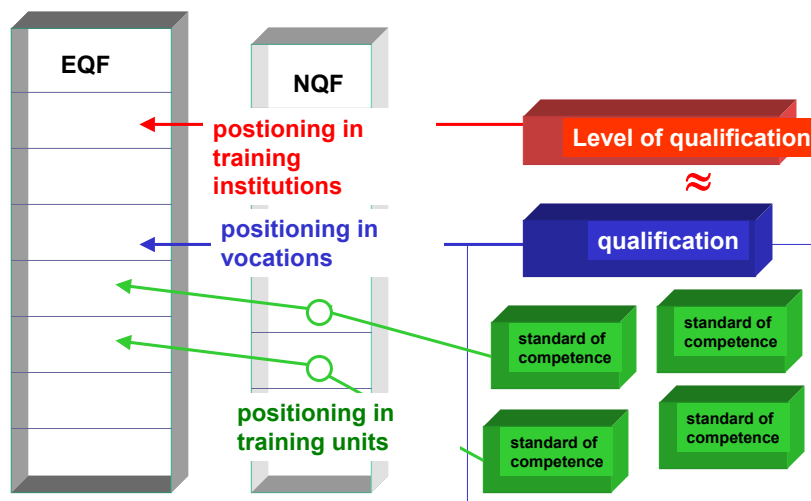 EQF
NQF
postioning in
training
institutions
Level of qualification
≈
positioning in
vocations
qualification
standard of
competence
standard of
competence
positioning in
training units
standard of
competence
standard of
competence